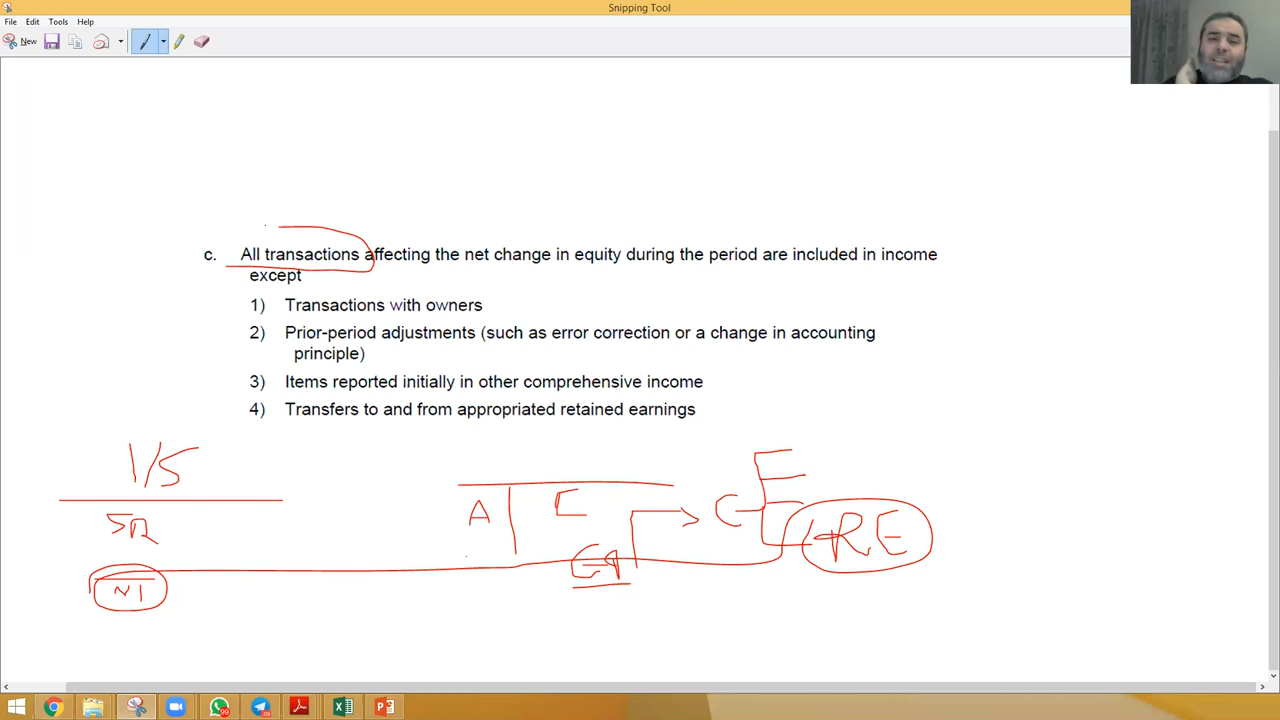 Snipping Tool
File Edit Tools Help
New
c. All transactions affecting the net change in equity during the period are included in income
except
1) Transactions with owners
2) Prior-period adjustments (such as error correction or a change in accounting
principle)
3) Items reported initially in other comprehensive income
4) Transfers to and from appropriated retained earnings
I/S
E
A L
C RE
SR
Eq
NI
99